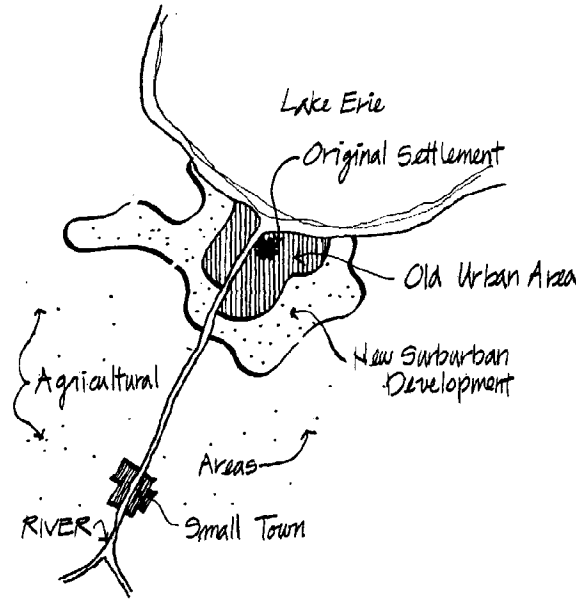 Lake Erie
Original Settlement
Old Urban Area
New Surburban
Development
Agricultural
Areas
RIVER
Small Town